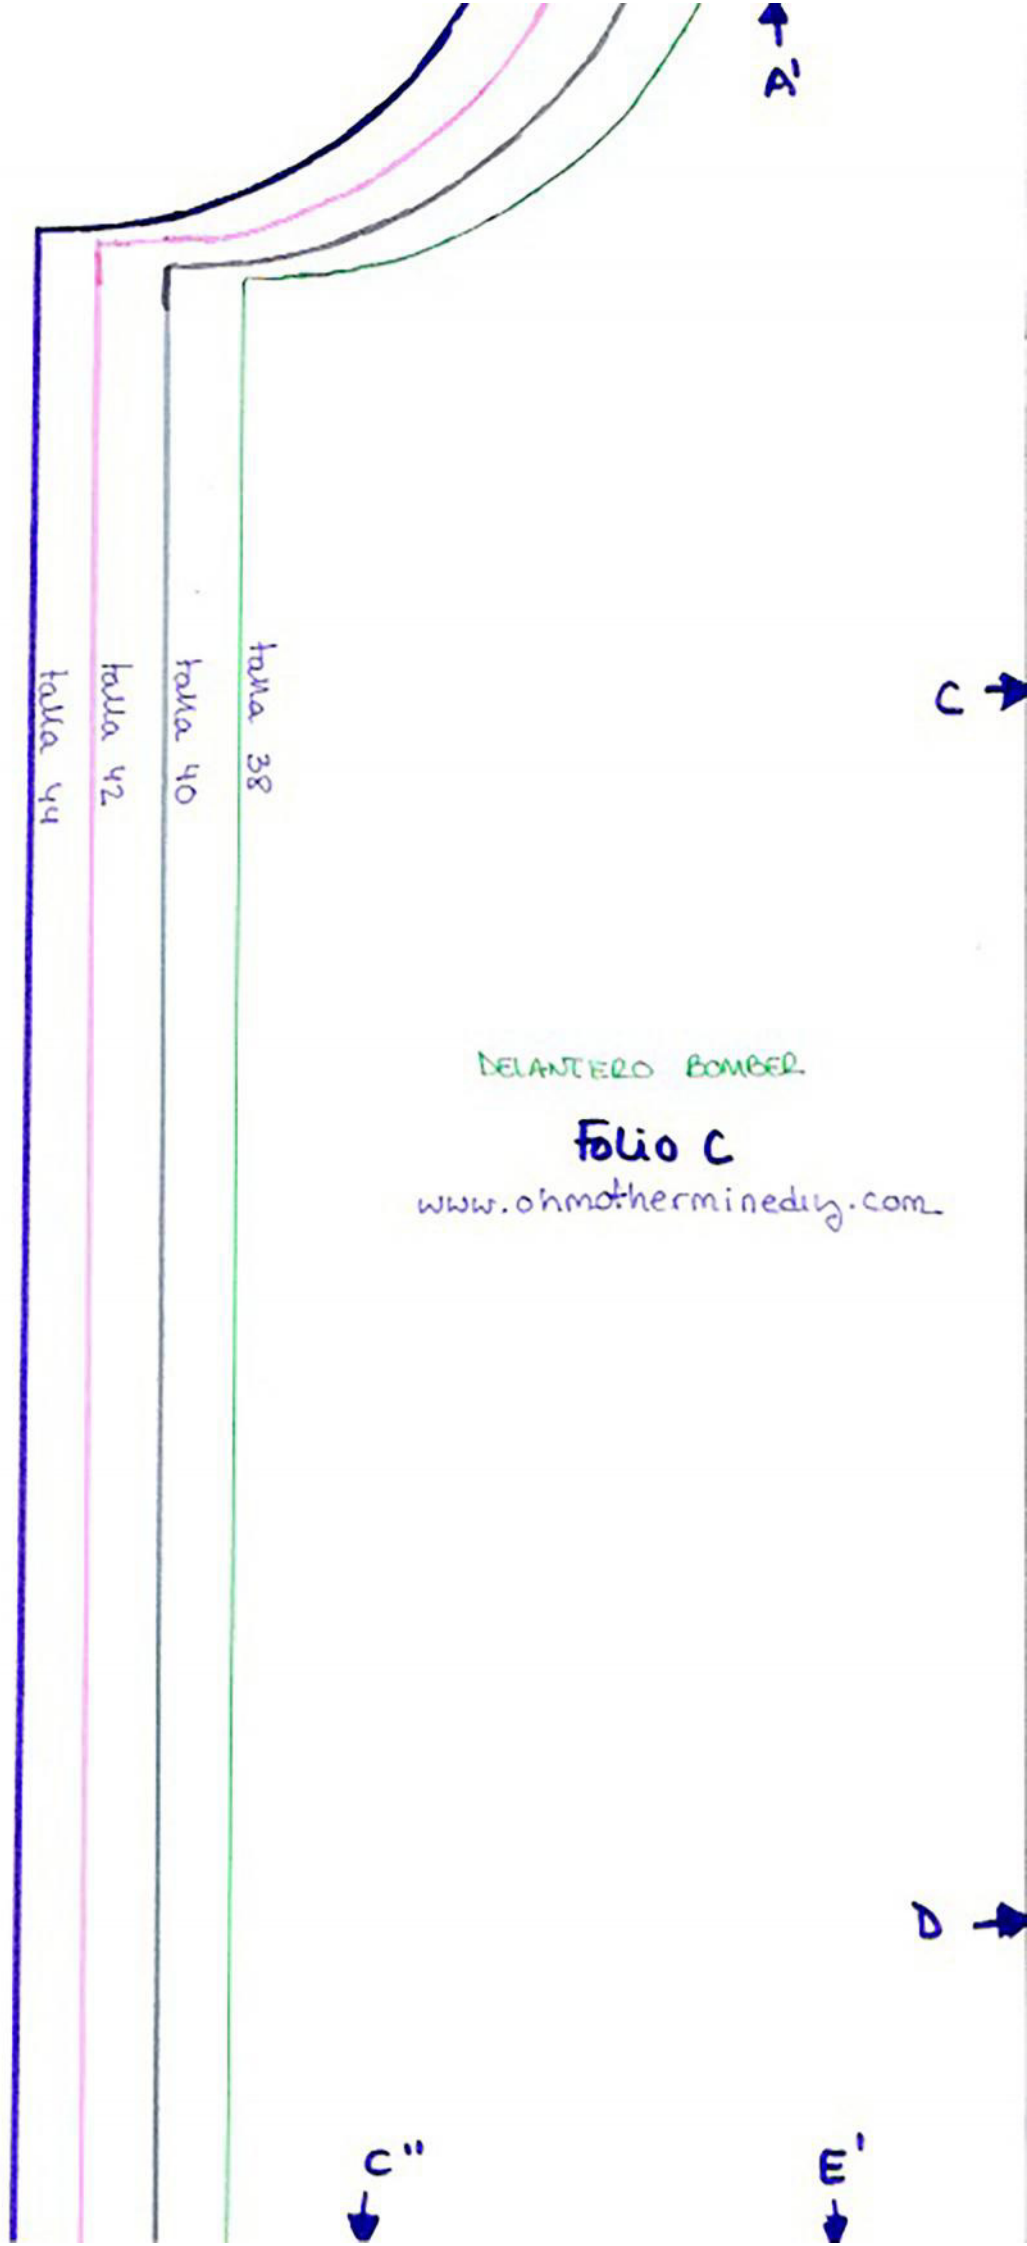 A'
talla 44
talla 42
talla 40
talla 38
C
DELANTERO BOMBER
Folio C
www.ohmotherminediy.com
D
C"
E'